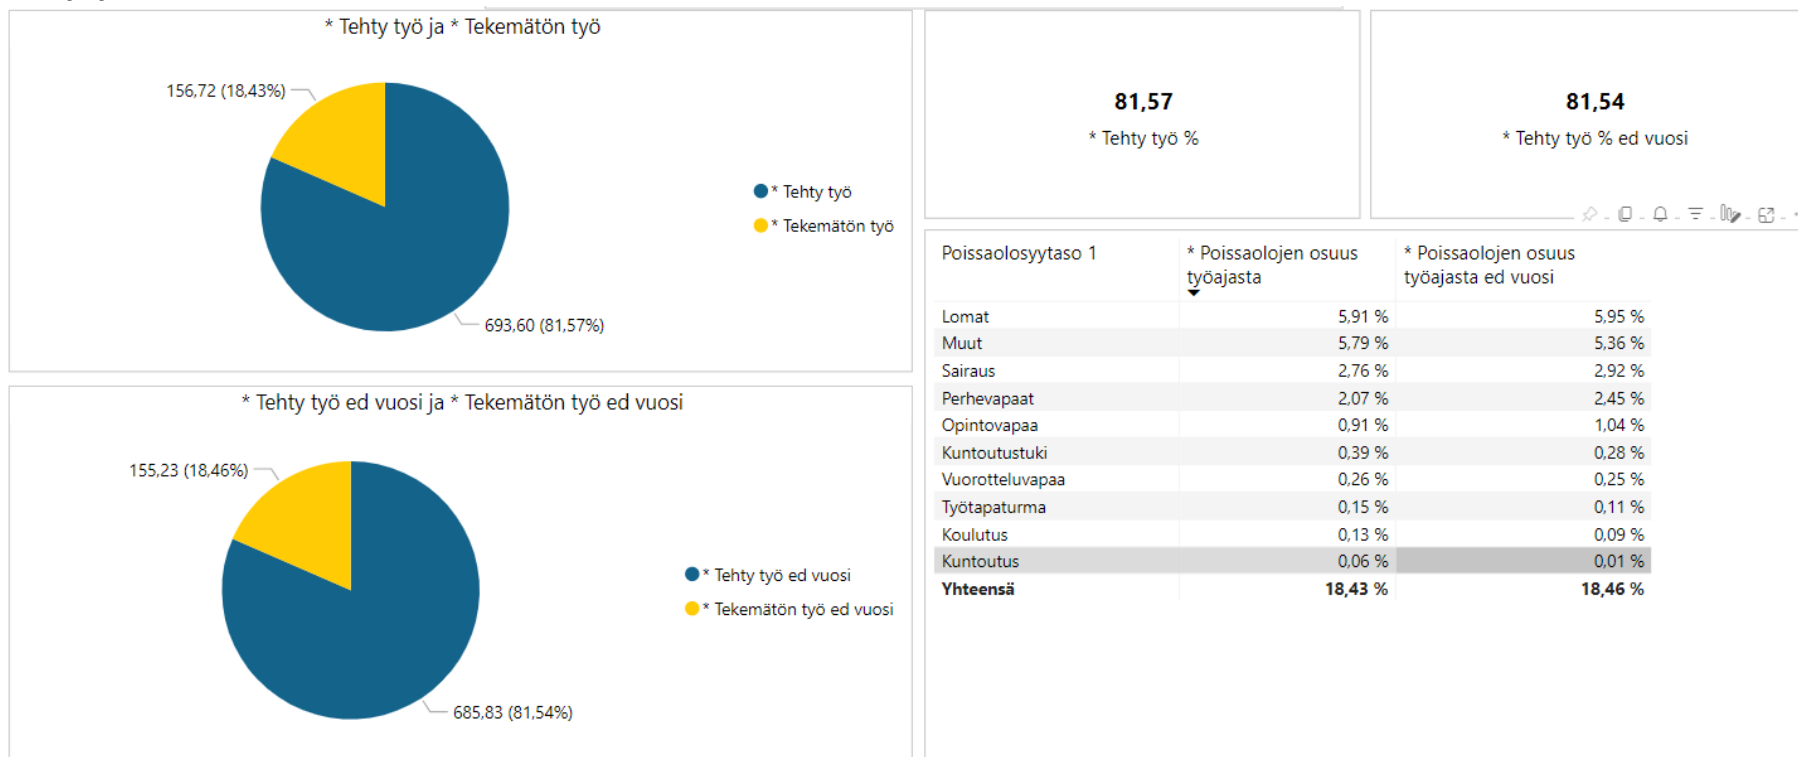 * Tehty työ ja * Tekemätön työ
156,72 (18,43%)
693,60 (81,57%)
* Tehty työ
* Tekemätön työ
* Tehty työ ed vuosi ja * Tekemätön työ ed vuosi
155,23 (18,46%)
685,83 (81,54%)
* Tehty työ ed vuosi
* Tekemätön työ ed vuosi
81,57
* Tehty työ %
81,54
* Tehty työ % ed vuosi
Poissaolosyytaso 1 * Poissaolojen osuus työajasta * Poissaolojen osuus työajasta ed vuosi
Lomat 5,91 % 5,95 %
Muut 5,79 % 5,36 %
Sairaus 2,76 % 2,92 %
Perhevapaat 2,07 % 2,45 %
Opintovapaa 0,91 % 1,04 %
Kuntoutustuki 0,39 % 0,28 %
Vuorotteluvapaa 0,26 % 0,25 %
Työtapaturma 0,15 % 0,11 %
Koulutus 0,13 % 0,09 %
Kuntoutus 0,06 % 0,01 %
Yhteensä 18,43 % 18,46 %